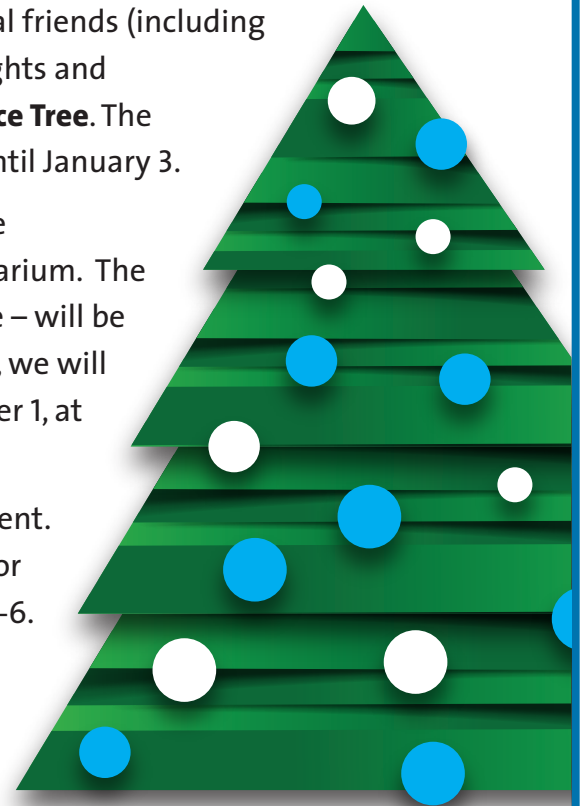 al friends (including
ghts and
ce Tree. The
ntil January 3.
e
arium. The
e – will be
, we will
er 1, at
ent.
or
-6.